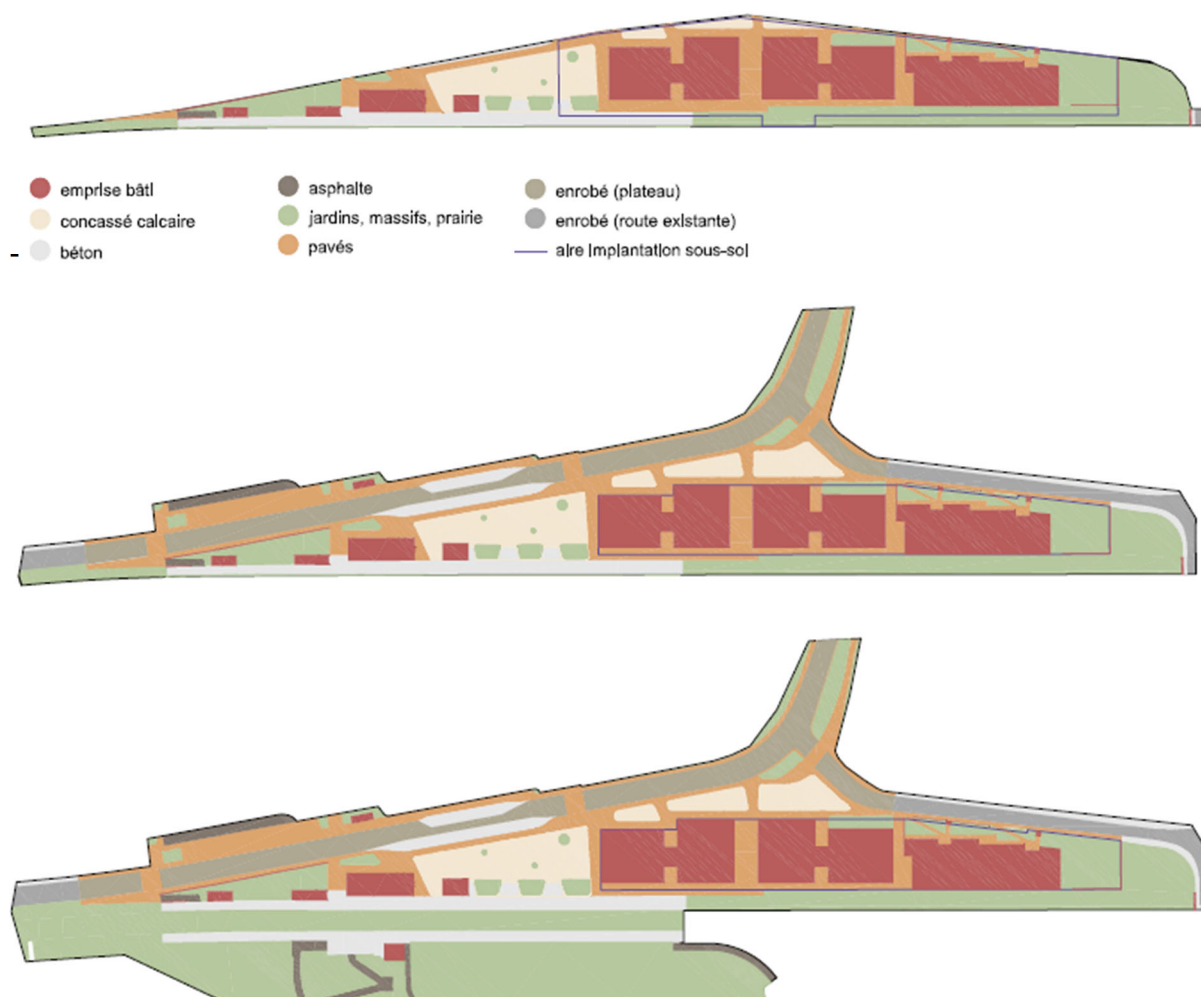 emprise bâti
concassé calcaire
béton
asphalte
jardins, massifs, prairie
pavés
enrobé (plateau)
enrobé (route existante)
aire implantation sous-sol